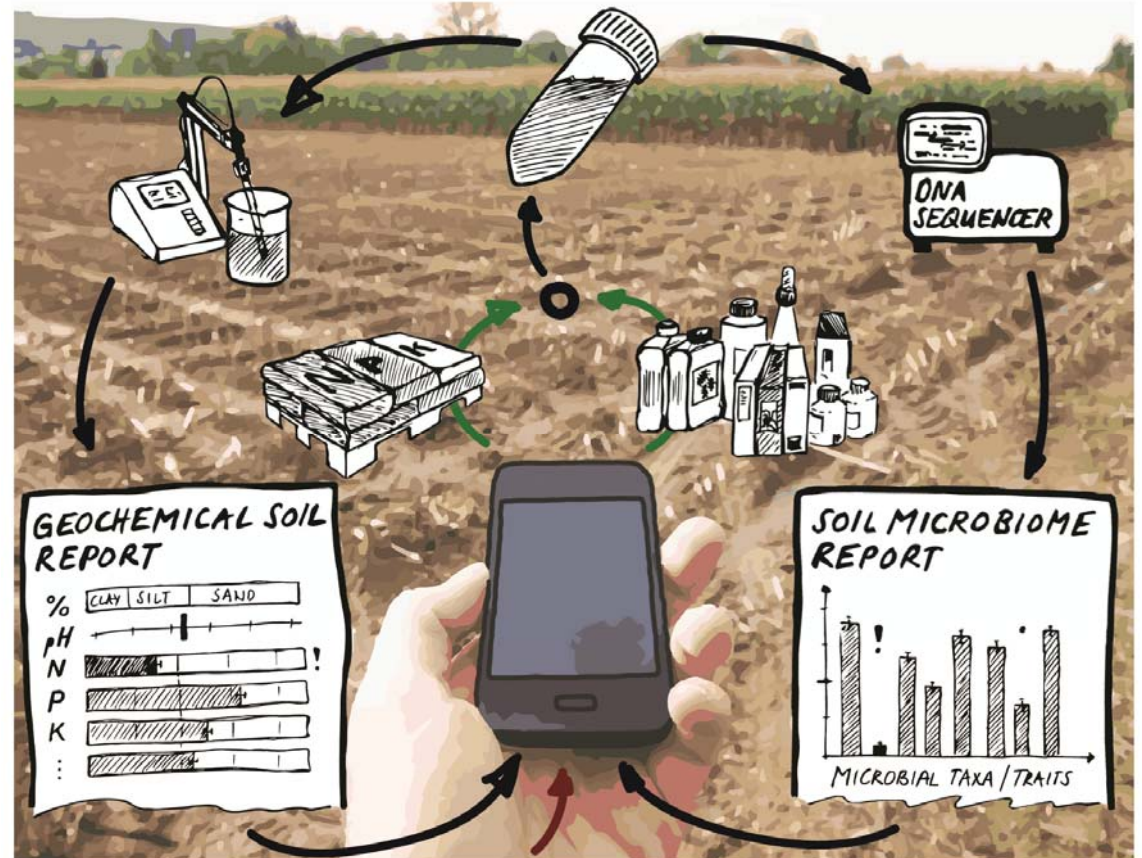 DNA
SEQUENCER
N A K
GEOCHEMICAL SOIL
REPORT
% CLAY SILT SAND
pH
N !
P
K
⋮
SOIL MICROBIOME
REPORT
! •
MICROBIAL TAXA / TRAITS